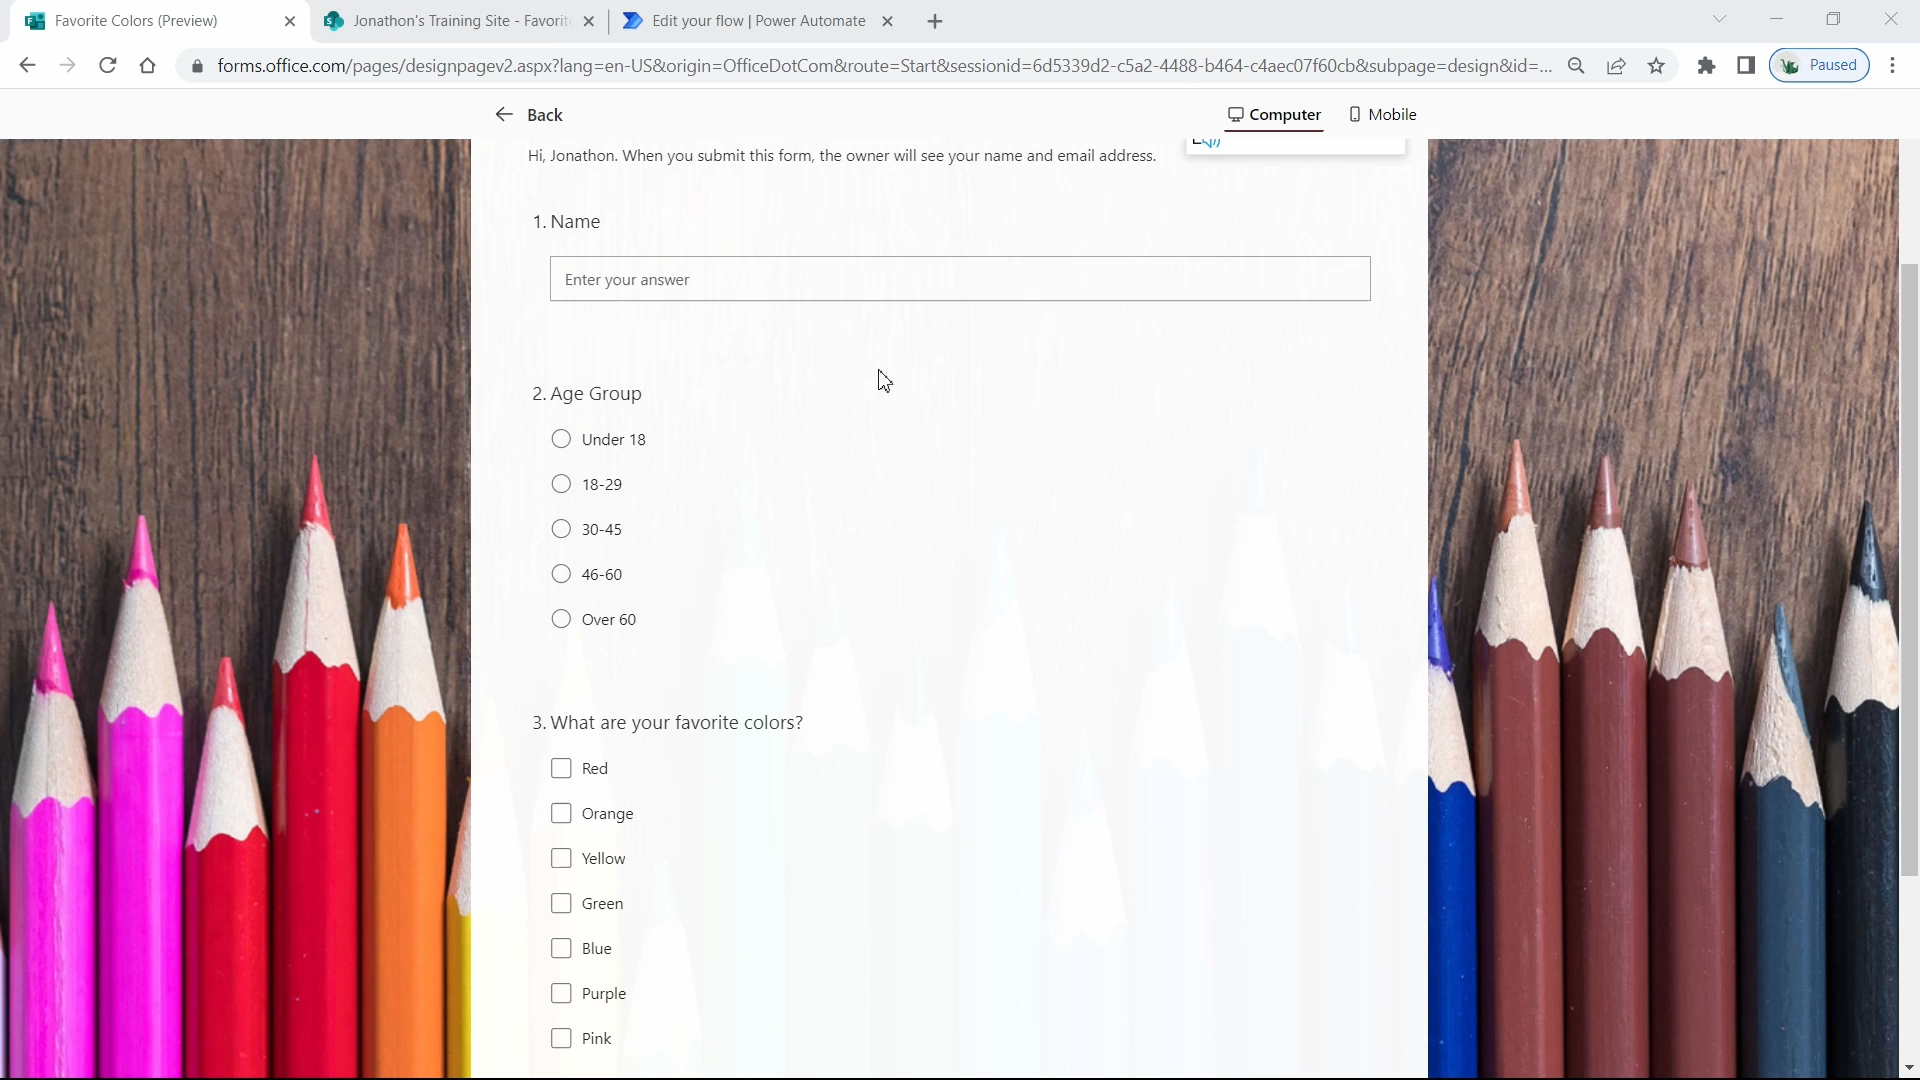 Favorite Colors (Preview)
Jonathon's Training Site - Favorit
Edit your flow | Power Automate
forms.office.com/pages/designpagev2.aspx?lang=en-US&origin=OfficeDotCom&route=Start&sessionid=6d5339d2-c5a2-4488-b464-c4aec07f60cb&subpage=design&id=...
Paused
Back
Computer
Mobile
Hi, Jonathon. When you submit this form, the owner will see your name and email address.
1. Name
Enter your answer
2. Age Group
Under 18
18-29
30-45
46-60
Over 60
3. What are your favorite colors?
Red
Orange
Yellow
Green
Blue
Purple
Pink